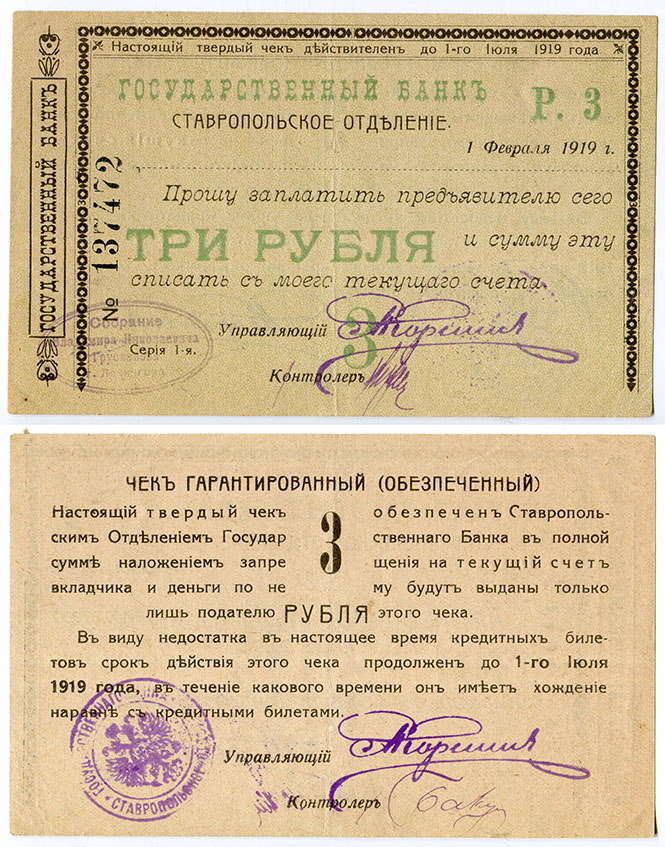 Настоящій твердый чекъ дѣйствителенъ до 1-го Іюля 1919 года
ГОСУДАРСТВЕННЫЙ БАНКЪ
ГОСУДАРСТВЕННЫЙ БАНКЪ Р. 3
СТАВРОПОЛЬСКОЕ ОТДѢЛЕНІЕ.
1 Февраля 1919 г.
№ 137472
Прошу заплатить предъявителю сего
ТРИ РУБЛЯ и сумму эту
списать съ моего текущаго счета.
Собраніе
Управляющій
3
Серія 1-я.
Контролеръ
ЧЕКЪ ГАРАНТИРОВАННЫЙ (ОБЕЗПЕЧЕННЫЙ)
Настоящій твердый чекъ обезпеченъ Ставрополь-
скимъ Отдѣленіемъ Государ 3 ственнаго Банка въ полной
суммѣ наложеніемъ запре щенія на текущій счетъ
вкладчика и деньги по не му будутъ выданы только
лишь подателю РУБЛЯ этого чека.
Въ виду недостатка въ настоящее время кредитныхъ биле-
товъ срокъ дѣйствія этого чека продолженъ до 1-го Іюля
1919 года, въ теченіе какового времени онъ имѣетъ хожденіе
наравнѣ съ кредитными билетами.
Управляющій
СТАВРОПОЛЬСКОЕ
Контролеръ